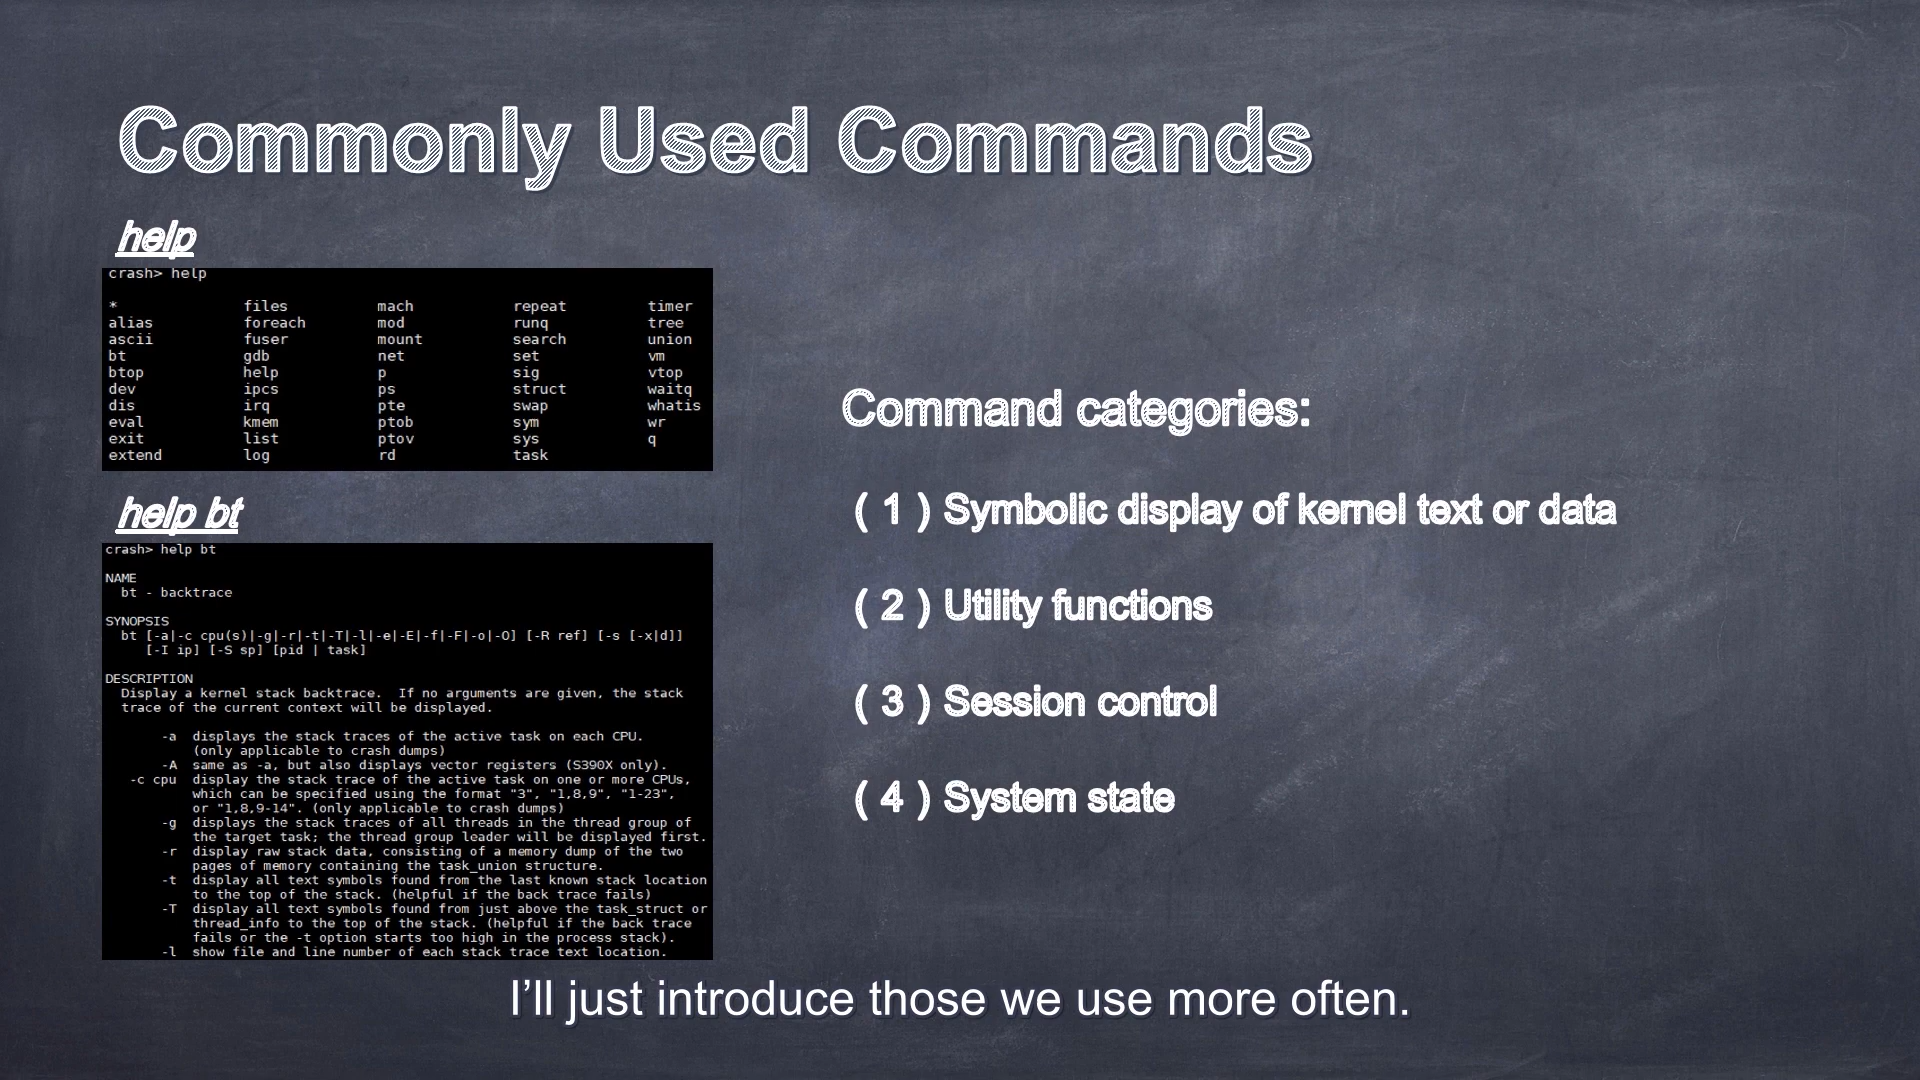 Commonly Used Commands
help
crash> help
* files mach repeat timer
alias foreach mod runq tree
ascii fuser mount search union
bt gdb net set vm
btop help p sig vtop
dev ipcs ps struct waitq
dis irq pte swap whatis
eval kmem ptob sym wr
exit list ptov sys q
extend log rd task
help bt
crash> help bt
NAME
bt - backtrace
SYNOPSIS
bt [-a|-c cpu(s)|-g|-r|-t|-T|-l|-e|-E|-f|-F|-o|-O] [-R ref] [-s [-x|d]]
[-I ip] [-S sp] [pid | task]
DESCRIPTION
Display a kernel stack backtrace.  If no arguments are given, the stack
trace of the current context will be displayed.
-a  displays the stack traces of the active task on each CPU.
(only applicable to crash dumps)
-A  same as -a, but also displays vector registers (S390X only).
-c cpu  display the stack trace of the active task on one or more CPUs,
which can be specified using the format "3", "1,8,9", "1-23",
or "1,8,9-14". (only applicable to crash dumps)
-g  displays the stack traces of all threads in the thread group of
the target task; the thread group leader will be displayed first.
-r  display raw stack data, consisting of a memory dump of the two
pages of memory containing the task_union structure.
-t  display all text symbols found from the last known stack location
to the top of the stack. (helpful if the back trace fails)
-T  display all text symbols found from just above the task_struct or
thread_info to the top of the stack. (helpful if the back trace
fails or the -t option starts too high in the process stack).
-l  show file and line number of each stack trace text location.
Command categories:
( 1 ) Symbolic display of kernel text or data
( 2 ) Utility functions
( 3 ) Session control
( 4 ) System state
I’ll just introduce those we use more often.